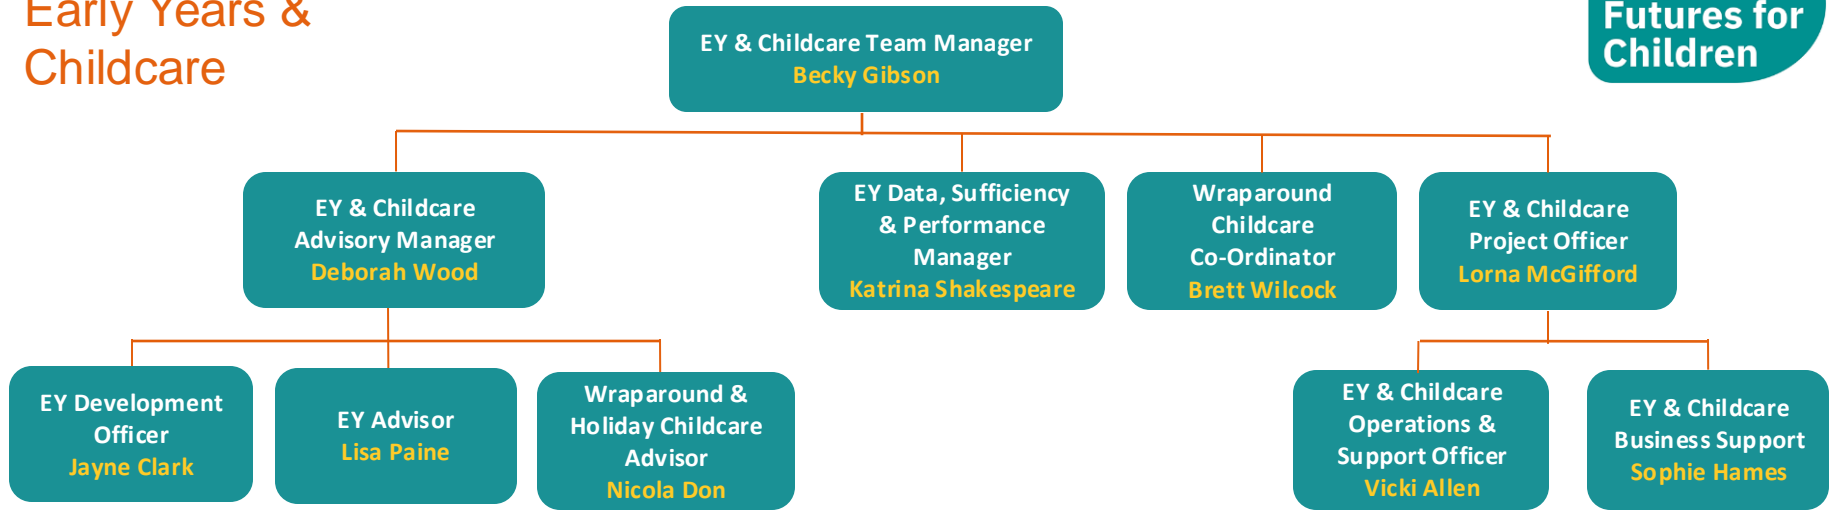 Early Years &
Childcare
Futures for
Children
EY & Childcare Team Manager
Becky Gibson
EY & Childcare
Advisory Manager
Deborah Wood
EY Data, Sufficiency
& Performance
Manager
Katrina Shakespeare
Wraparound
Childcare
Co-Ordinator
Brett Wilcock
EY & Childcare
Project Officer
Lorna McGifford
EY Development
Officer
Jayne Clark
EY Advisor
Lisa Paine
Wraparound &
Holiday Childcare
Advisor
Nicola Don
EY & Childcare
Operations &
Support Officer
Vicki Allen
EY & Childcare
Business Support
Sophie Hames